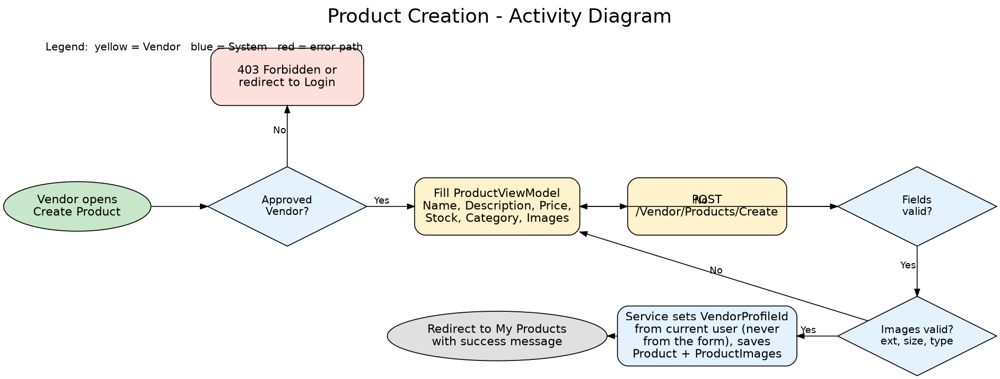 Product Creation - Activity Diagram
Legend:  yellow = Vendor   blue = System   red = error path
403 Forbidden or
redirect to Login
No
Vendor opens
Create Product
Approved
Vendor?
Yes
Fill ProductViewModel
Name, Description, Price,
Stock, Category, Images
POST
/Vendor/Products/Create
No
Fields
valid?
Yes
No
Images valid?
ext, size, type
Yes
Service sets VendorProfileId
from current user (never
from the form), saves
Product + ProductImages
Redirect to My Products
with success message